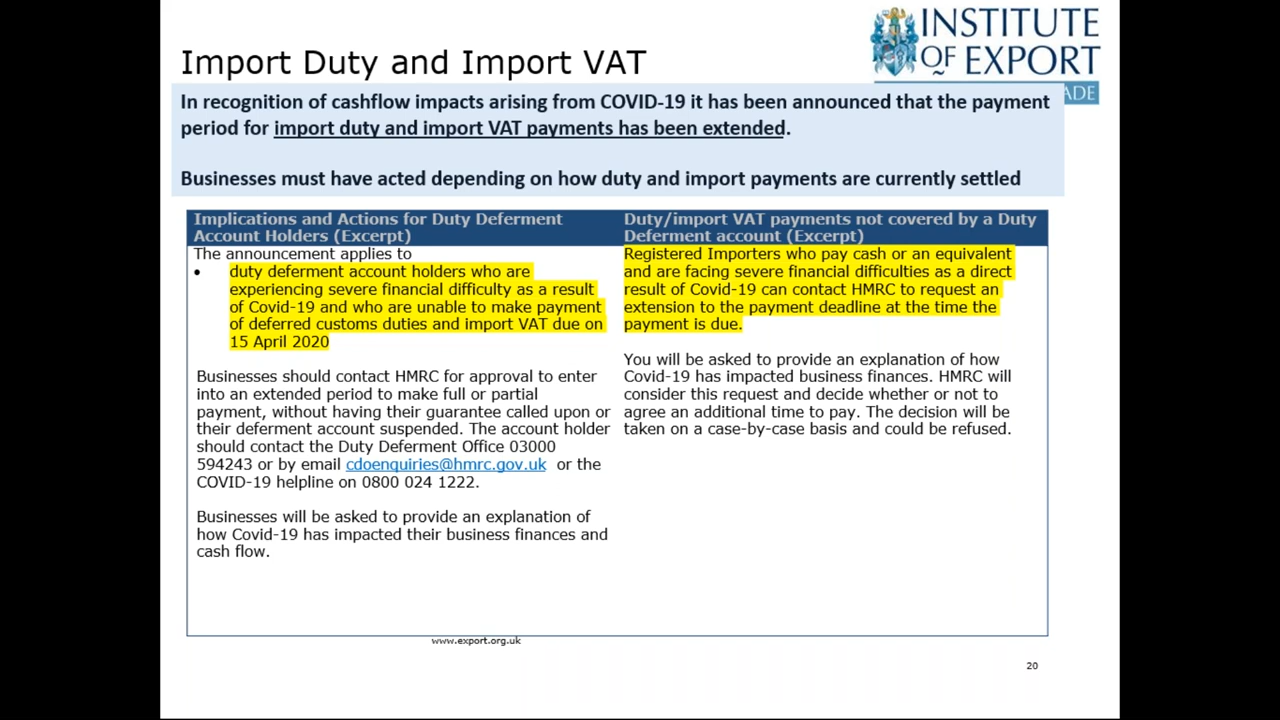 INSTITUTE
OF EXPORT
ADE
Import Duty and Import VAT
In recognition of cashflow impacts arising from COVID-19 it has been announced that the payment
period for import duty and import VAT payments has been extended.
Businesses must have acted depending on how duty and import payments are currently settled
Implications and Actions for Duty Deferment
Account Holders (Excerpt)
The announcement applies to
• duty deferment account holders who are
experiencing severe financial difficulty as a result
of Covid-19 and who are unable to make payment
of deferred customs duties and import VAT due on
15 April 2020
Businesses should contact HMRC for approval to enter
into an extended period to make full or partial
payment, without having their guarantee called upon or
their deferment account suspended. The account holder
should contact the Duty Deferment Office 03000
594243 or by email cdoenquiries@hmrc.gov.uk or the
COVID-19 helpline on 0800 024 1222.
Businesses will be asked to provide an explanation of
how Covid-19 has impacted their business finances and
cash flow.
Duty/import VAT payments not covered by a Duty
Deferment account (Excerpt)
Registered Importers who pay cash or an equivalent
and are facing severe financial difficulties as a direct
result of Covid-19 can contact HMRC to request an
extension to the payment deadline at the time the
payment is due.
You will be asked to provide an explanation of how
Covid-19 has impacted business finances. HMRC will
consider this request and decide whether or not to
agree an additional time to pay. The decision will be
taken on a case-by-case basis and could be refused.
www.export.org.uk
20